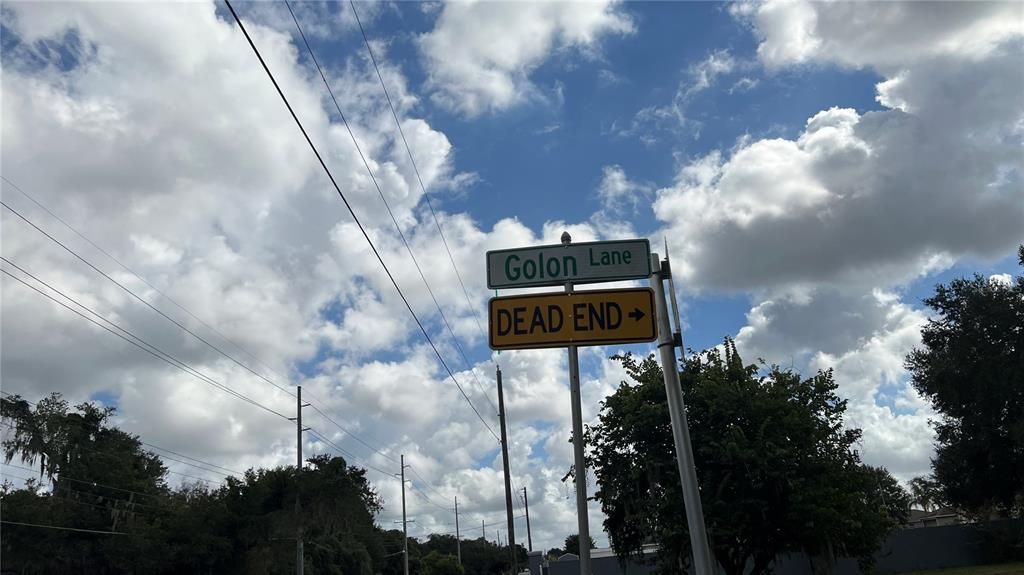 Golon Lane
DEAD END →